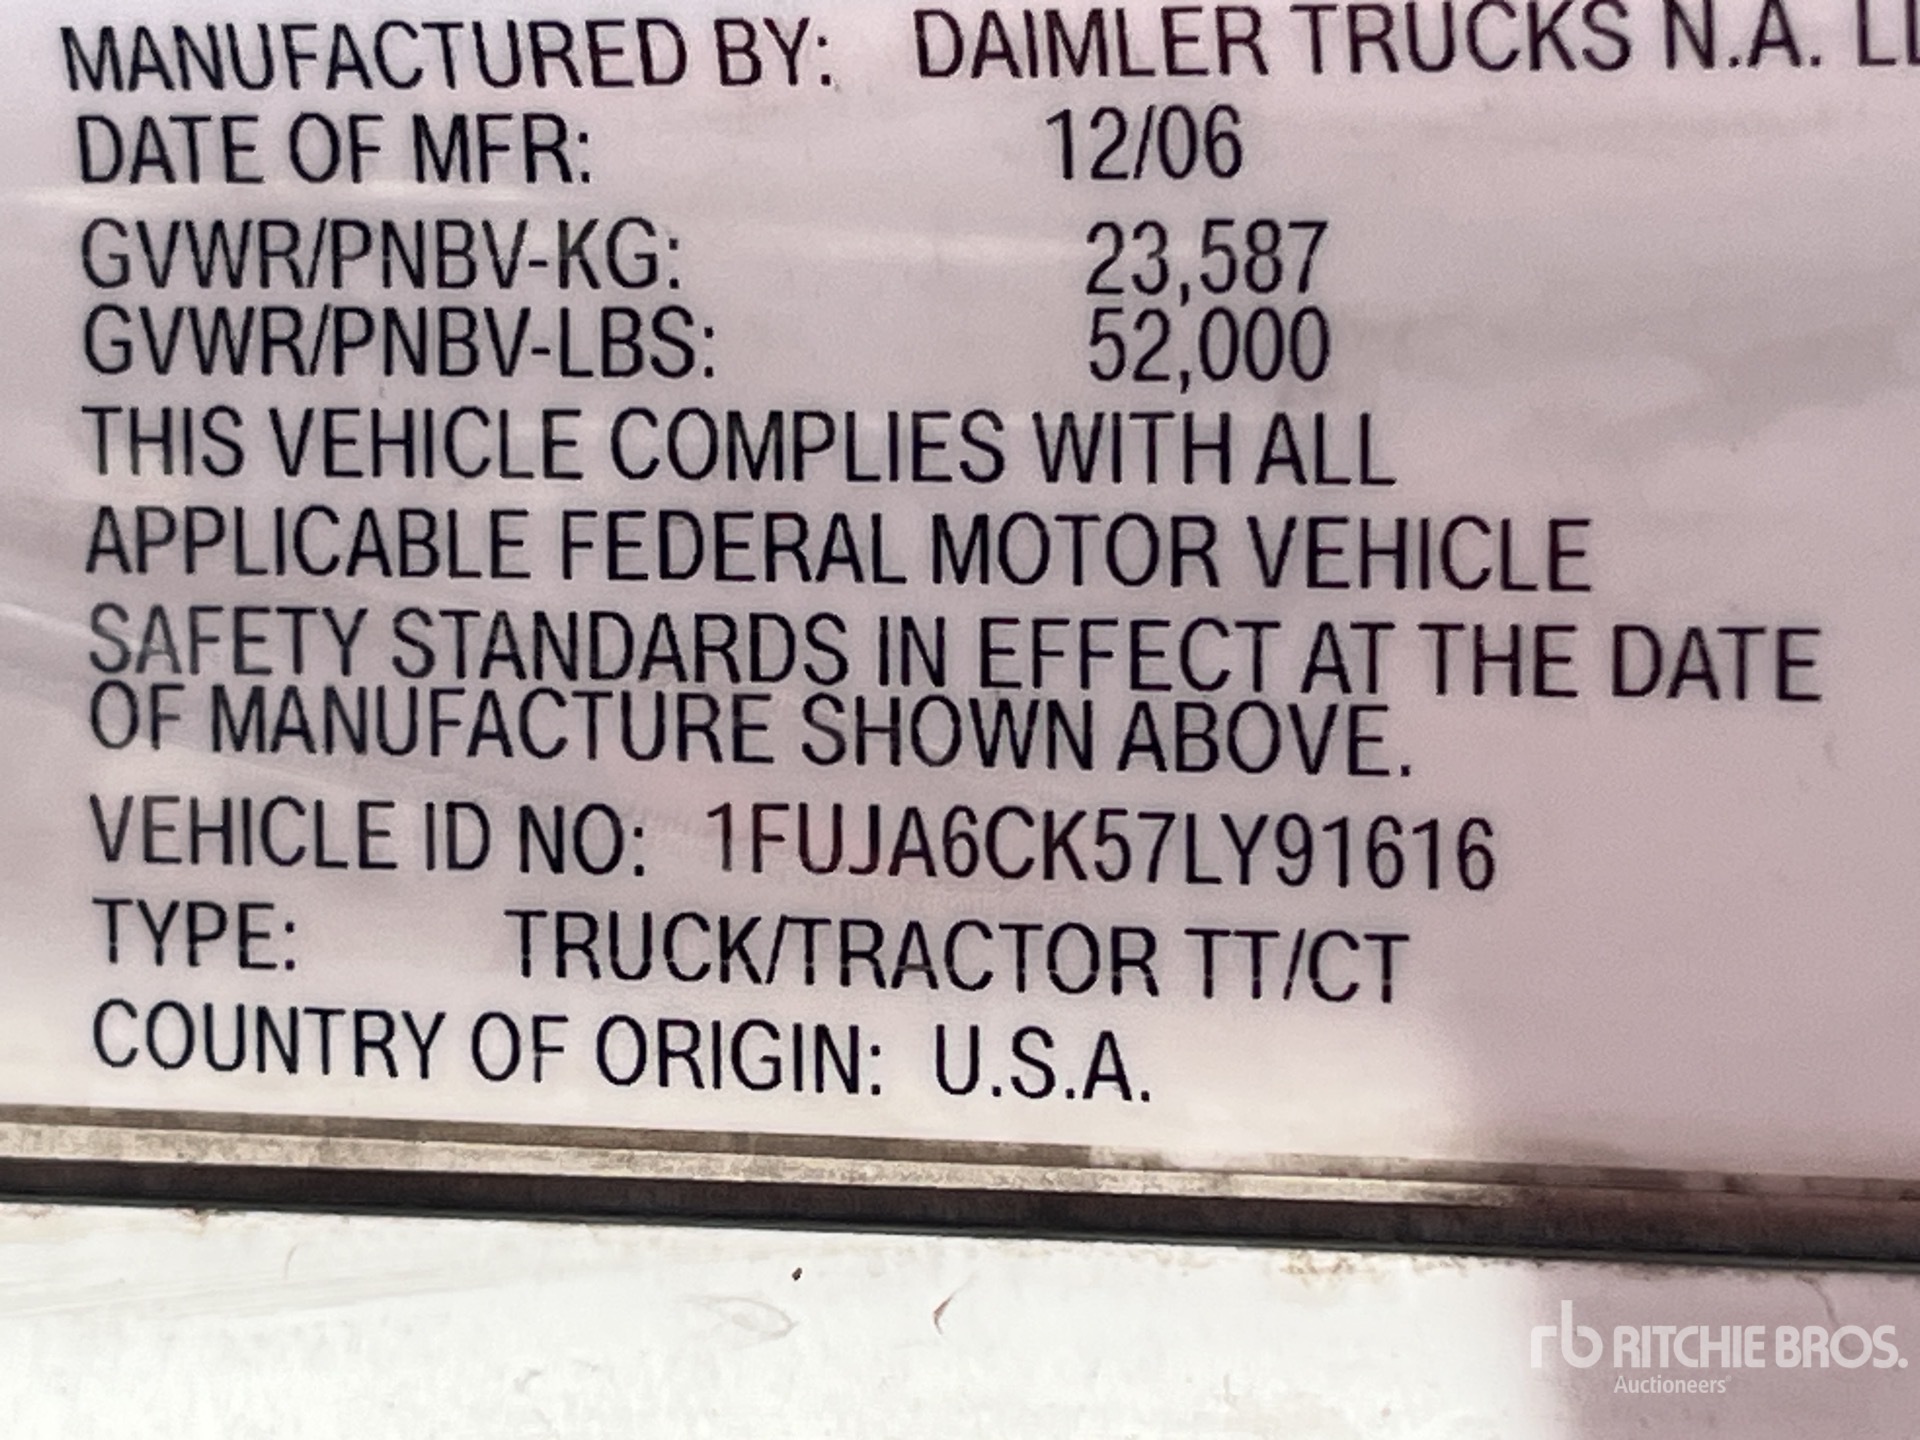 MANUFACTURED BY: DAIMLER TRUCKS N.A. LL
DATE OF MFR: 12/06
GVWR/PNBV-KG: 23,587
GVWR/PNBV-LBS: 52,000
THIS VEHICLE COMPLIES WITH ALL
APPLICABLE FEDERAL MOTOR VEHICLE
SAFETY STANDARDS IN EFFECT AT THE DATE
OF MANUFACTURE SHOWN ABOVE.
VEHICLE ID NO: 1FUJA6CK57LY91616
TYPE: TRUCK/TRACTOR TT/CT
COUNTRY OF ORIGIN: U.S.A.
rb RITCHIE BROS.
Auctioneers